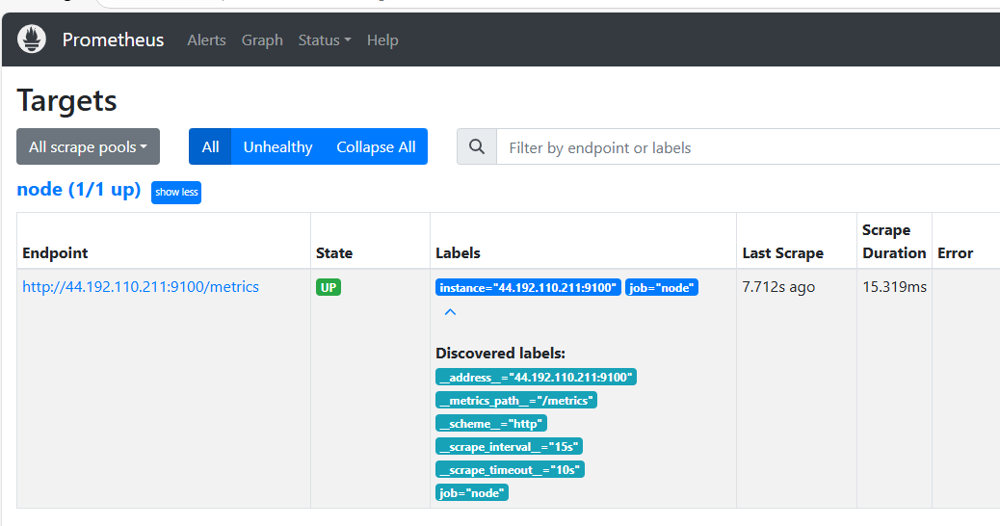 Prometheus Alerts Graph Status Help
Targets
All scrape pools All Unhealthy Collapse All Filter by endpoint or labels
node (1/1 up) show less
Endpoint State Labels Last Scrape Scrape Duration Error
http://44.192.110.211:9100/metrics UP instance="44.192.110.211:9100" job="node" 7.712s ago 15.319ms
Discovered labels:
__address__="44.192.110.211:9100"
__metrics_path__="/metrics"
__scheme__="http"
__scrape_interval__="15s"
__scrape_timeout__="10s"
job="node"